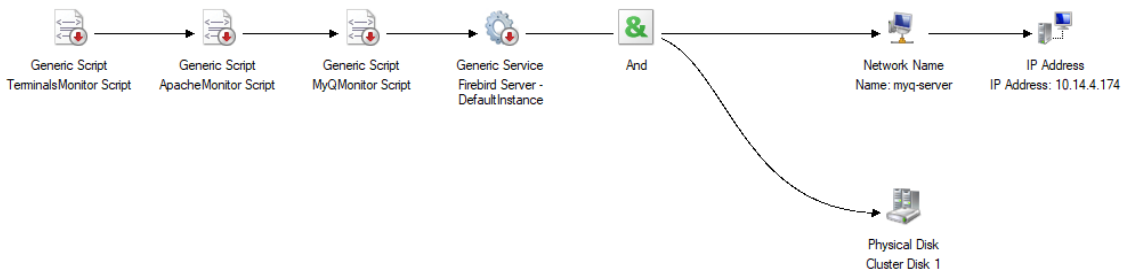 &
Generic Script
TerminalsMonitor Script
Generic Script
ApacheMonitor Script
Generic Script
MyQMonitor Script
Generic Service
Firebird Server -
DefaultInstance
And
Network Name
Name: myq-server
IP Address
IP Address: 10.14.4.174
Physical Disk
Cluster Disk 1